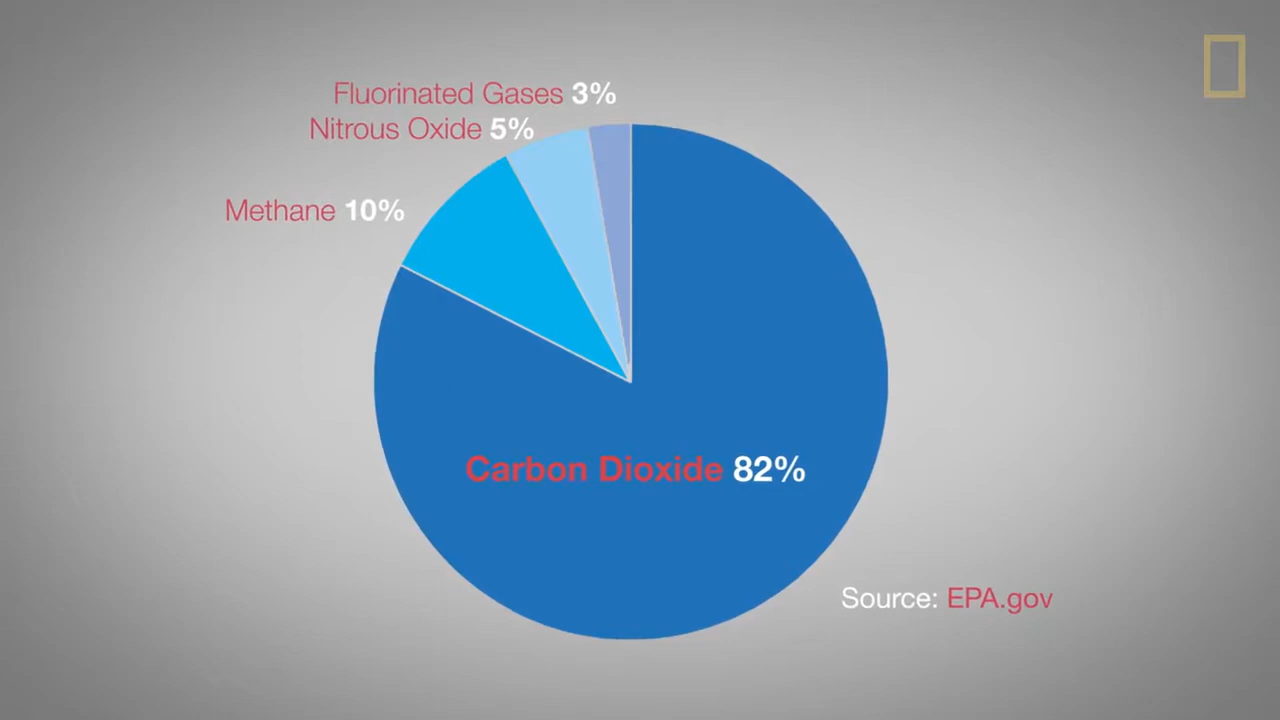 Fluorinated Gases 3%
Nitrous Oxide 5%
Methane 10%
Carbon Dioxide 82%
Source: EPA.gov